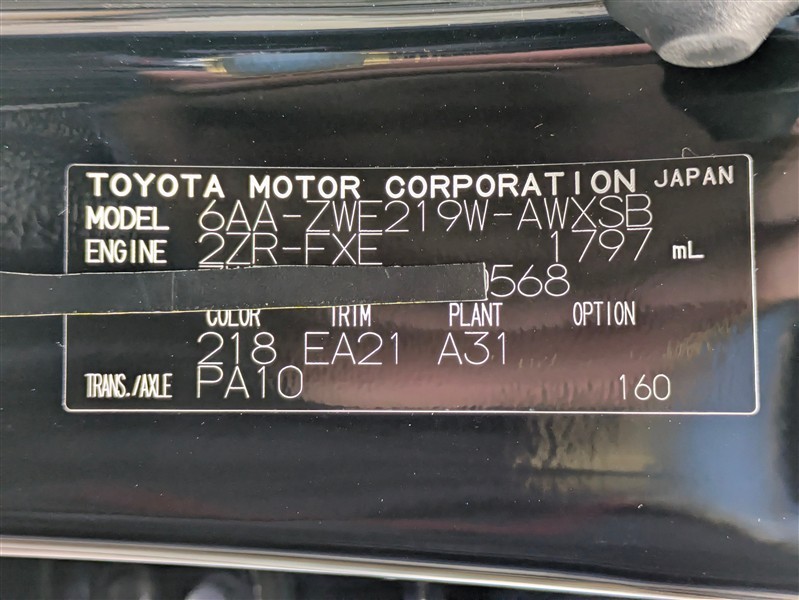 TOYOTA MOTOR CORPORATION JAPAN
MODEL 6AA-ZWE219W-AWXSB
ENGINE 2ZR-FXE 1797 mL
568
COLOR TRIM PLANT OPTION
218 EA21 A31
TRANS./AXLE PA10 160